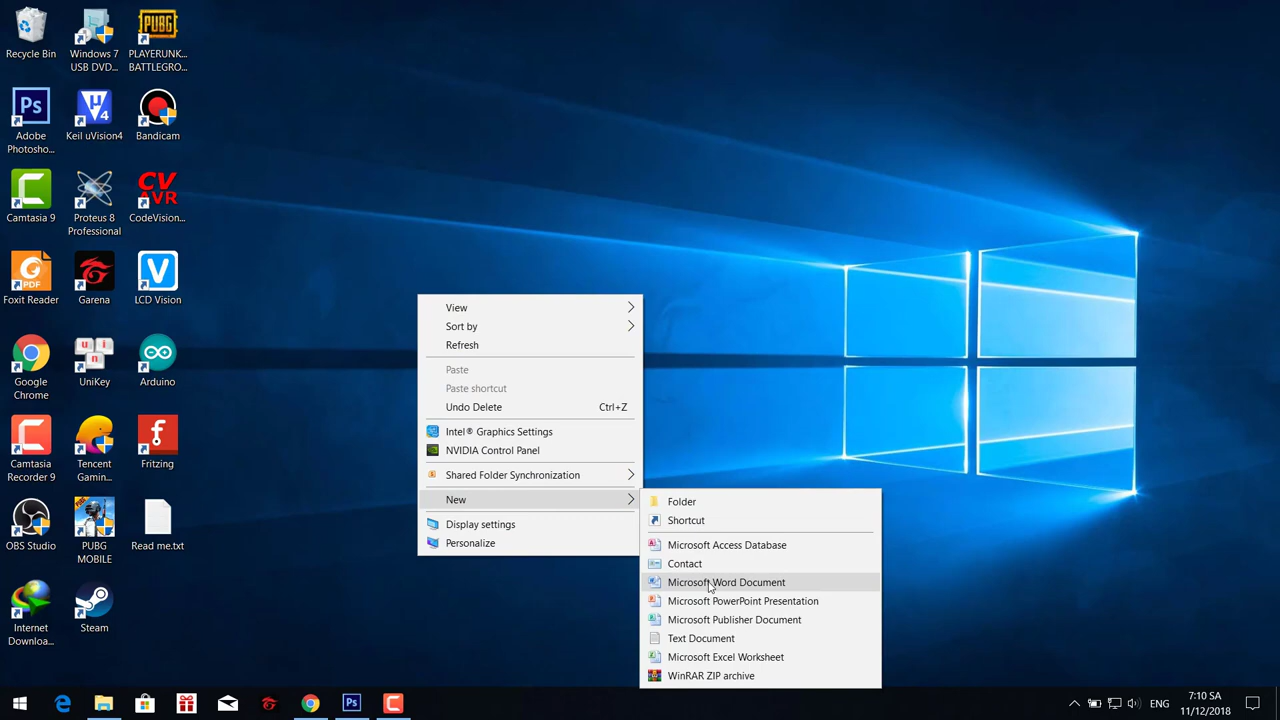 Recycle Bin
Windows 7
USB DVD...
PUBG
PLAYERUNK...
BATTLEGRO...
Ps
Adobe
Photosho...
μ
4
Keil uVision4
Bandicam
C
Camtasia 9
Proteus 8
Professional
CV
AVR
CodeVision...
PDF
Foxit Reader
Garena
V
LCD Vision
Google
Chrome
u i
n
UniKey
Arduino
C
Camtasia
Recorder 9
Tencent
Gamin...
f
Fritzing
OBS Studio
PUBG
MOBILE
Read me.txt
Internet
Downloa...
Steam
View
Sort by
Refresh
Paste
Paste shortcut
Undo Delete Ctrl+Z
Intel® Graphics Settings
NVIDIA Control Panel
Shared Folder Synchronization
New
Display settings
Personalize
Folder
Shortcut
Microsoft Access Database
Contact
Microsoft Word Document
Microsoft PowerPoint Presentation
Microsoft Publisher Document
Text Document
Microsoft Excel Worksheet
WinRAR ZIP archive
Ps
C
ENG
7:10 SA
11/12/2018